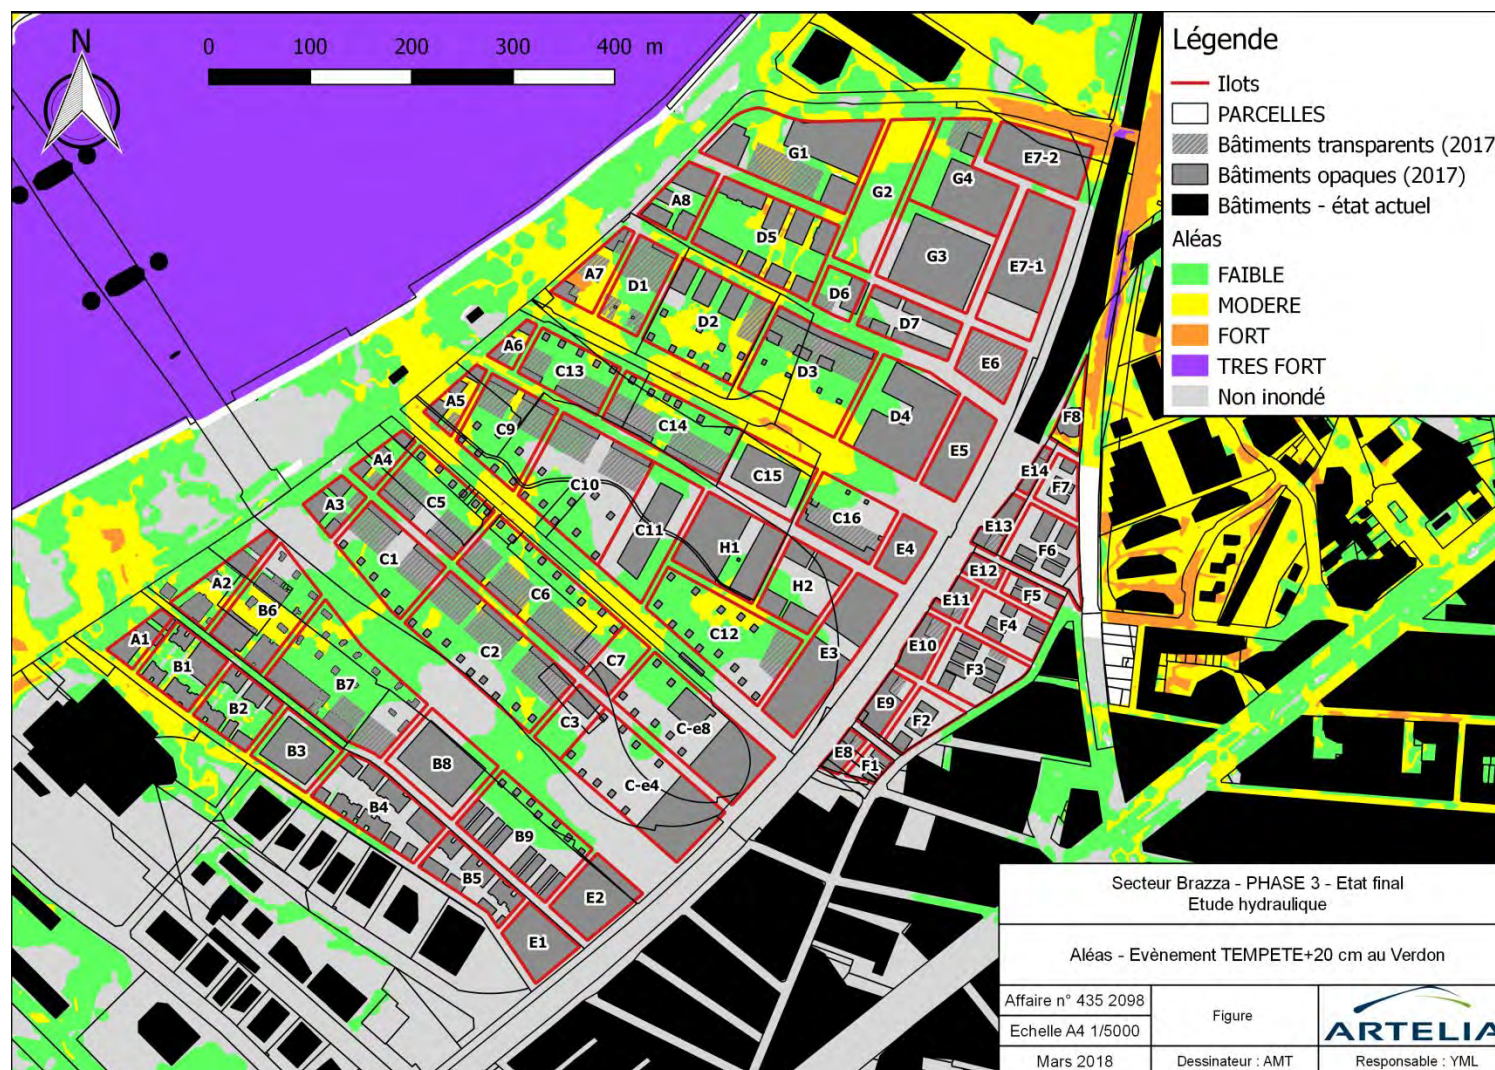 N
0 100 200 300 400 m
Légende
Ilots
PARCELLES
Bâtiments transparents (2017
Bâtiments opaques (2017)
Bâtiments - état actuel
Aléas
FAIBLE
MODERE
FORT
TRES FORT
Non inondé
G1
E7-2
G4
G2
A8
D5
G3
E7-1
A7
D1
D6
D7
D2
E6
A6
C13
D3
D4
F8
A5
C9
C14
E5
E14
F7
A4
C10
C15
A3
C5
C16
E13
C11
F6
C1
H1
E4
E12
A2
H2
F5
B6
C6
E11
F4
A1
C12
E10
B1
C2
C7
E3
F3
B7
B2
C3
E9
F2
C-e8
B3
B8
E8
F1
C-e4
B4
B9
B5
E2
E1
Secteur Brazza - PHASE 3 - Etat final
Etude hydraulique
Aléas - Evènement TEMPETE+20 cm au Verdon
Affaire n° 435 2098
Figure
ARTELIA
Echelle A4 1/5000
Mars 2018
Dessinateur : AMT
Responsable : YML